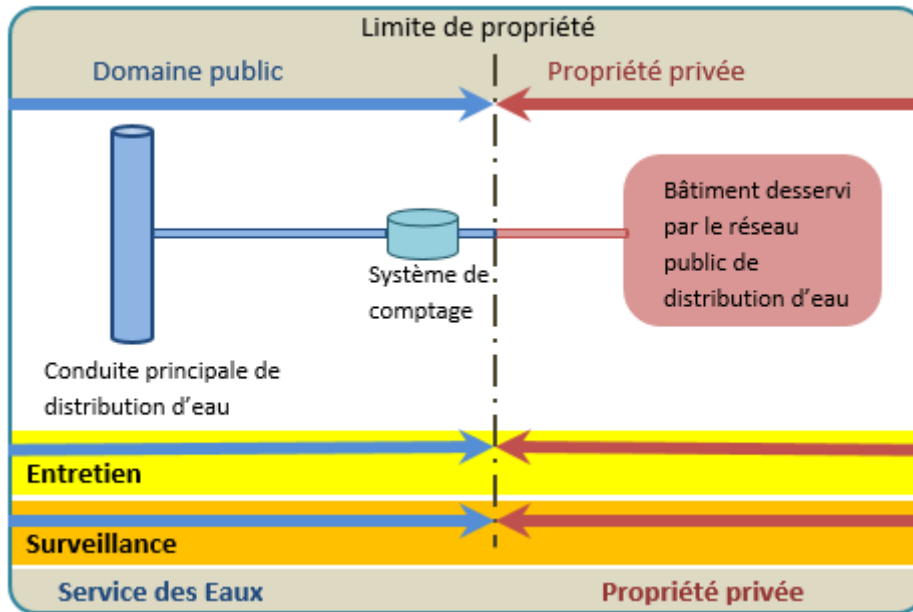 Limite de propriété
Domaine public
Propriété privée
Bâtiment desservi
par le réseau
public de
distribution d'eau
Système de
comptage
Conduite principale de
distribution d'eau
Entretien
Surveillance
Service des Eaux
Propriété privée